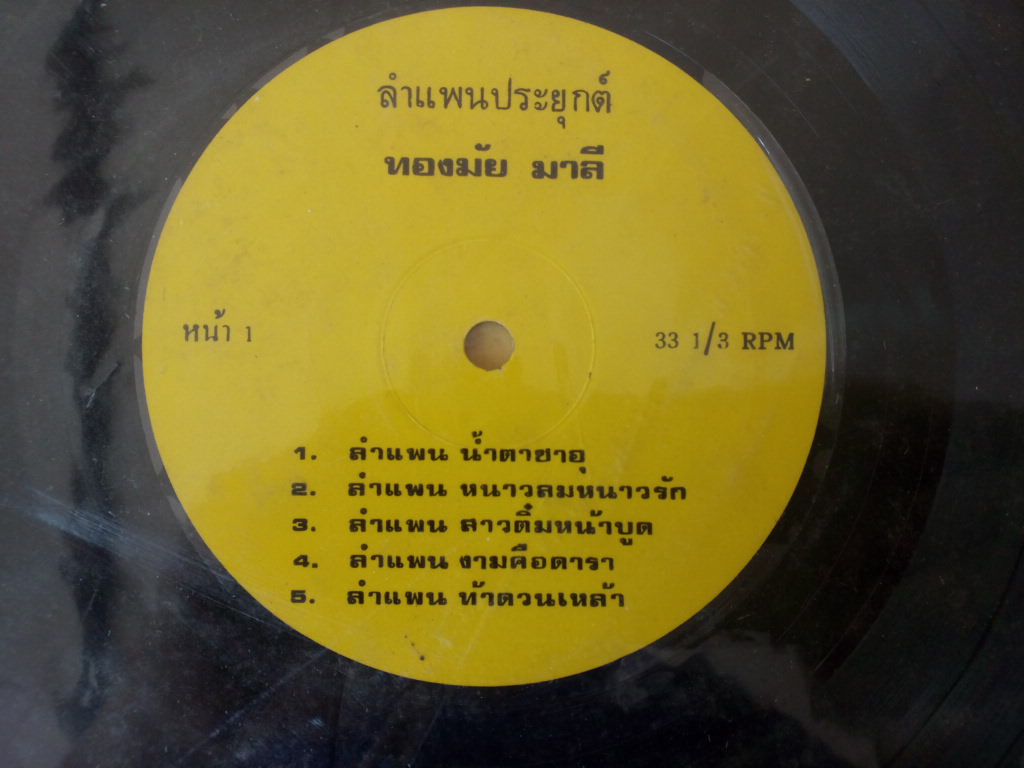 ลำแพนประยุกต์
ทองมัย มาลี
หน้า 1
33 1/3 RPM
1. ลำแพน น้ำตาซาอุ
2. ลำแพน หนาวลมหนาวรัก
3. ลำแพน สาวติ๋มหน้าบูด
4. ลำแพน งามคือดารา
5. ลำแพน ท้าดวนเหล้า